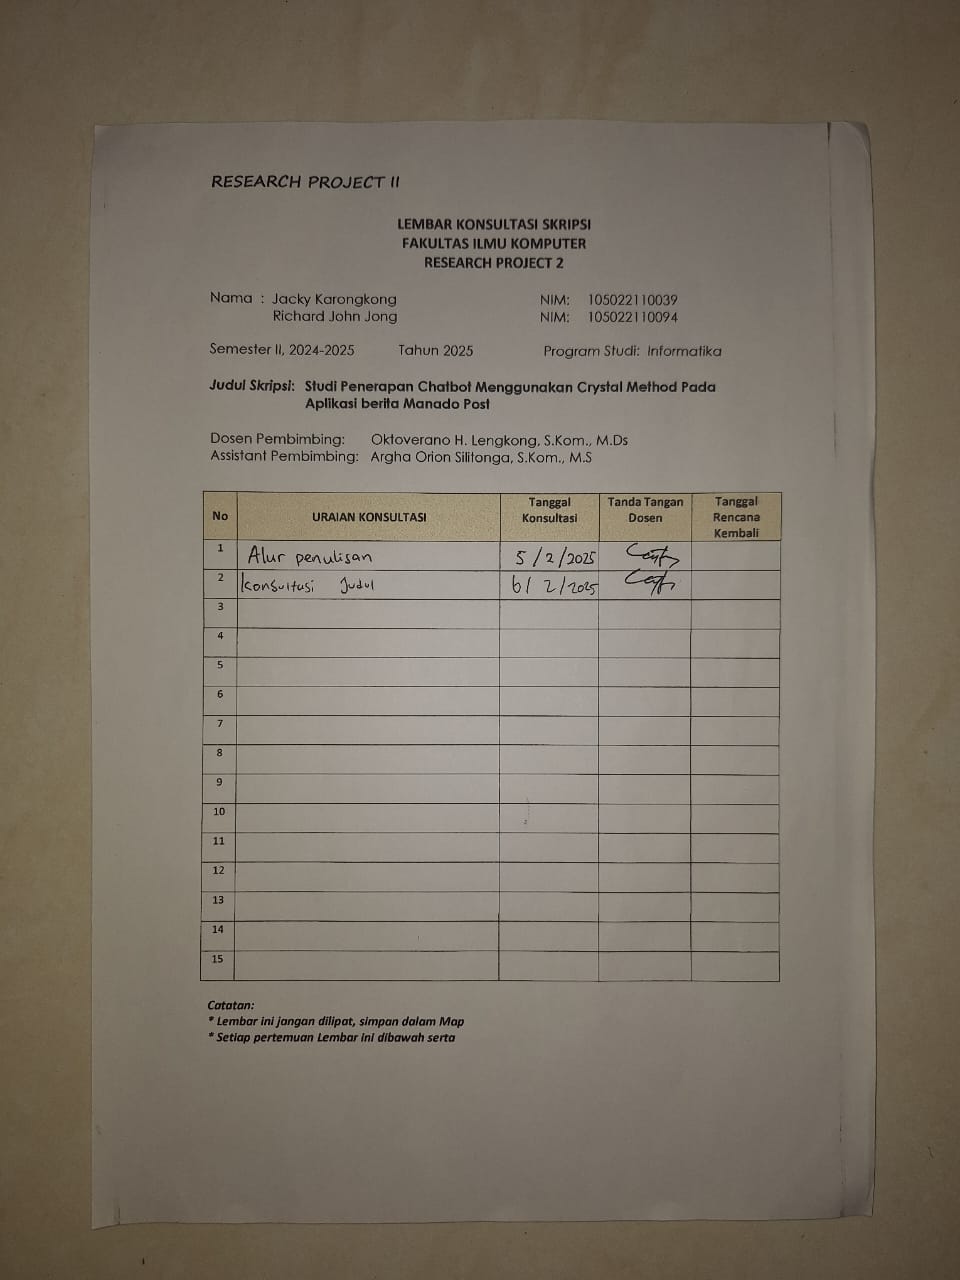 RESEARCH PROJECT II
LEMBAR KONSULTASI SKRIPSI
FAKULTAS ILMU KOMPUTER
RESEARCH PROJECT 2
Nama : Jacky Karongkong NIM: 105022110039
Richard John Jong NIM: 105022110094
Semester II, 2024-2025 Tahun 2025 Program Studi: Informatika
Judul Skripsi: Studi Penerapan Chatbot Menggunakan Crystal Method Pada
Aplikasi berita Manado Post
Dosen Pembimbing: Oktoverano H. Lengkong, S.Kom., M.Ds
Assistant Pembimbing: Argha Orion Silitonga, S.Kom., M.S
No URAIAN KONSULTASI Tanggal Konsultasi Tanda Tangan Dosen Tanggal Rencana Kembali
1 Alur penulisan 5/2/2025
2 Konsultasi Judul 6/2/2025
3
4
5
6
7
8
9
10
11
12
13
14
15
Catatan:
* Lembar ini jangan dilipat, simpan dalam Map
* Setiap pertemuan Lembar ini dibawah serta